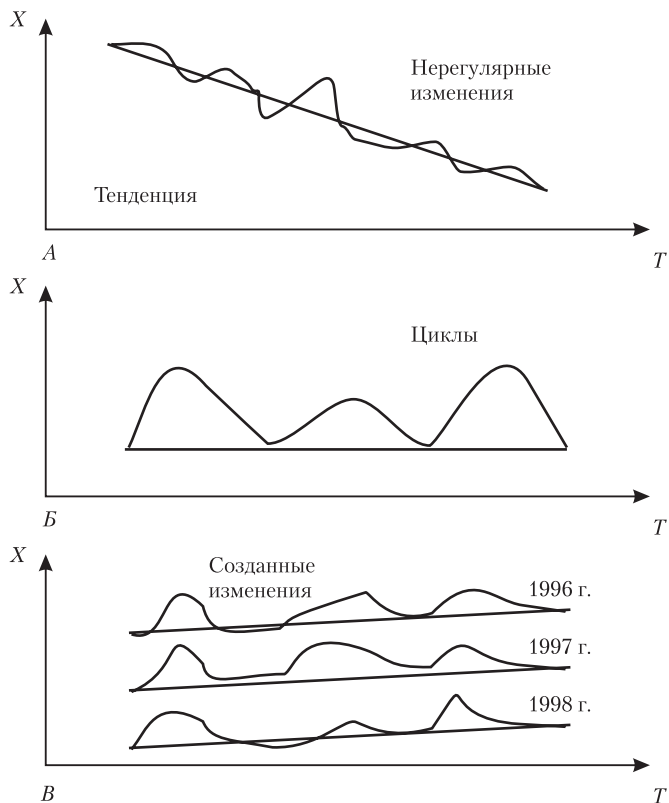 X
Нерегулярные
изменения
Тенденция
А
T
X
Циклы
Б
T
X
Созданные
изменения
1996 г.
1997 г.
1998 г.
В
T